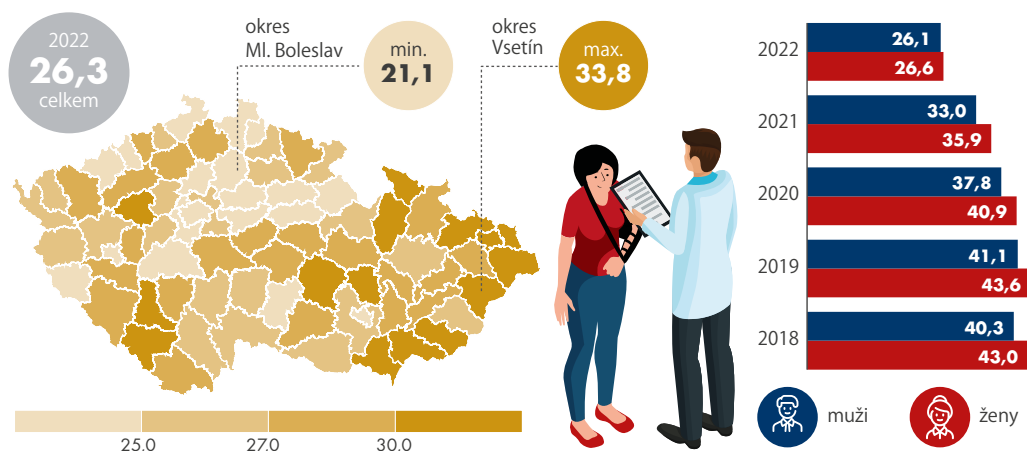 2022
26,3
celkem
okres
Ml. Boleslav
min.
21,1
okres
Vsetín
max.
33,8
25.0
27.0
30.0
2022
26,1
26,6
2021
33,0
35,9
2020
37,8
40,9
2019
41,1
43,6
2018
40,3
43,0
muži
ženy